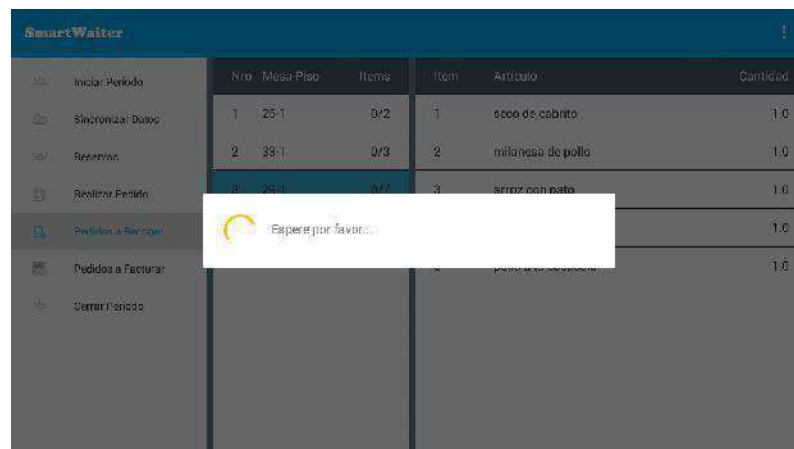 SmartWaiter
Iniciar Periodo
Sincronizar Datos
Reservas
Realizar Pedido
Pedidos a Recoger
Pedidos a Facturar
Cerrar Periodo
Nro Mesa-Piso Items
1 25-1 0/2
2 33-1 0/3
3
Item Artículo Cantidad
1 seco de cabrito 1.0
2 milanesa de pollo 1.0
3 arroz con pato 1.0
1.0
1.0
Espere por favor...